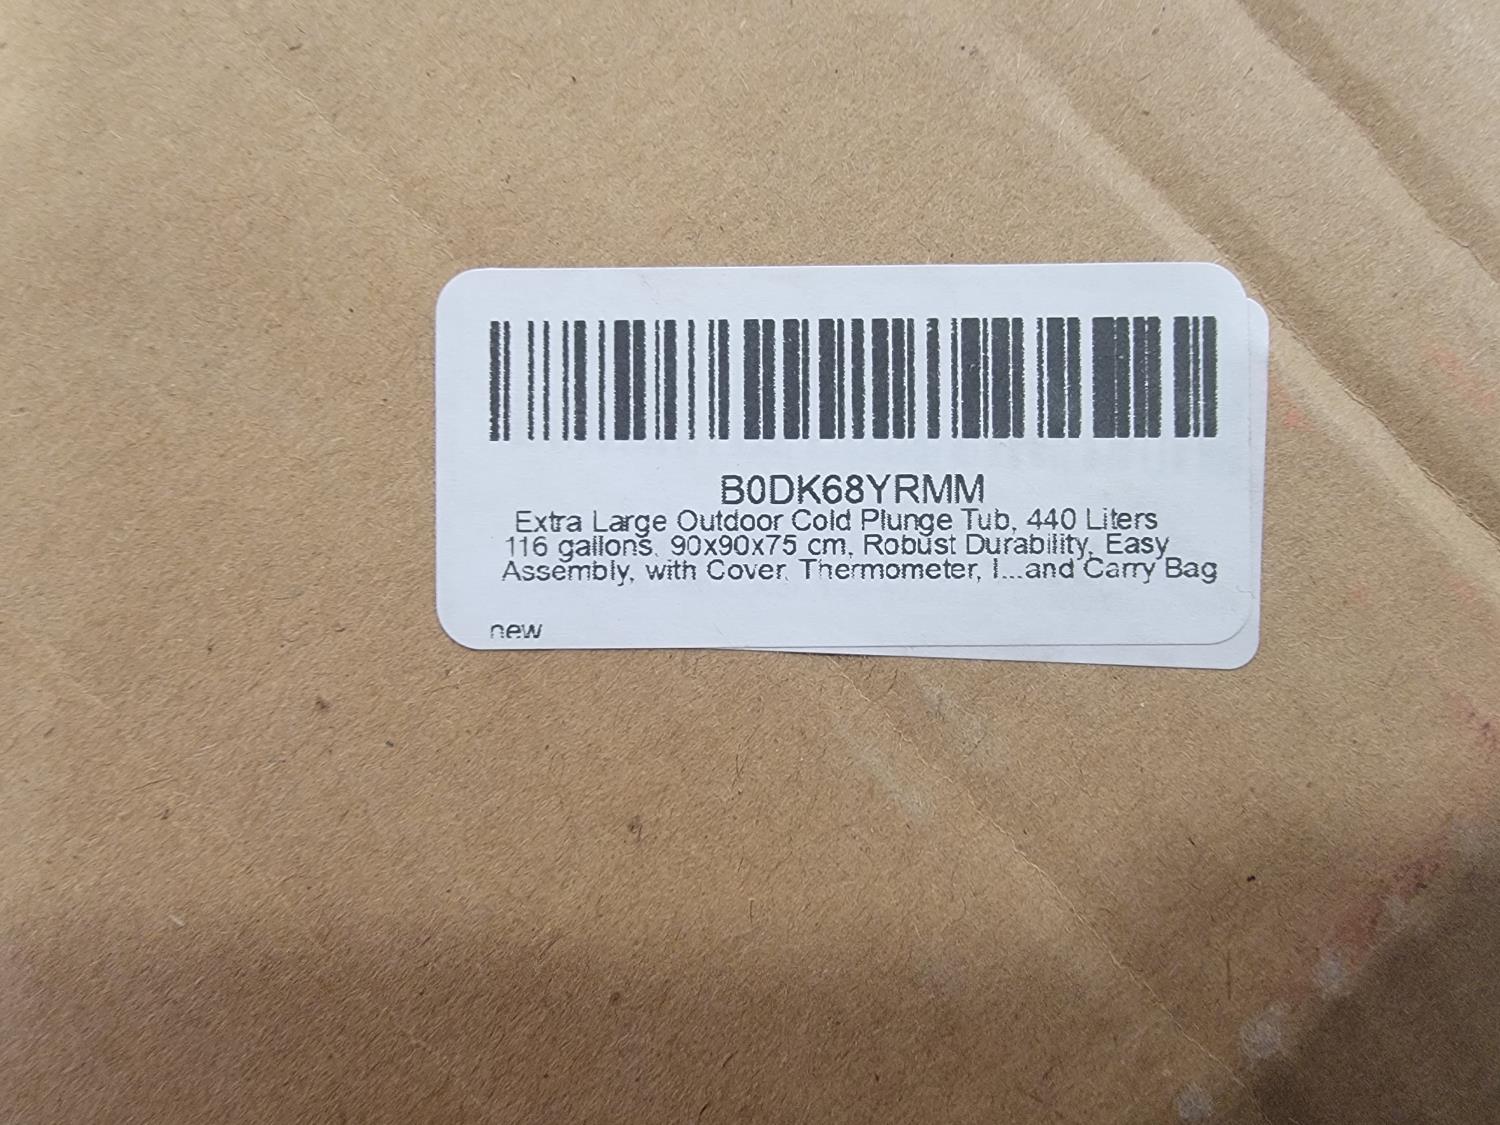 B0DK68YRMM
Extra Large Outdoor Cold Plunge Tub, 440 Liters
116 gallons, 90x90x75 cm, Robust Durability, Easy
Assembly, with Cover, Thermometer, I...and Carry Bag
new